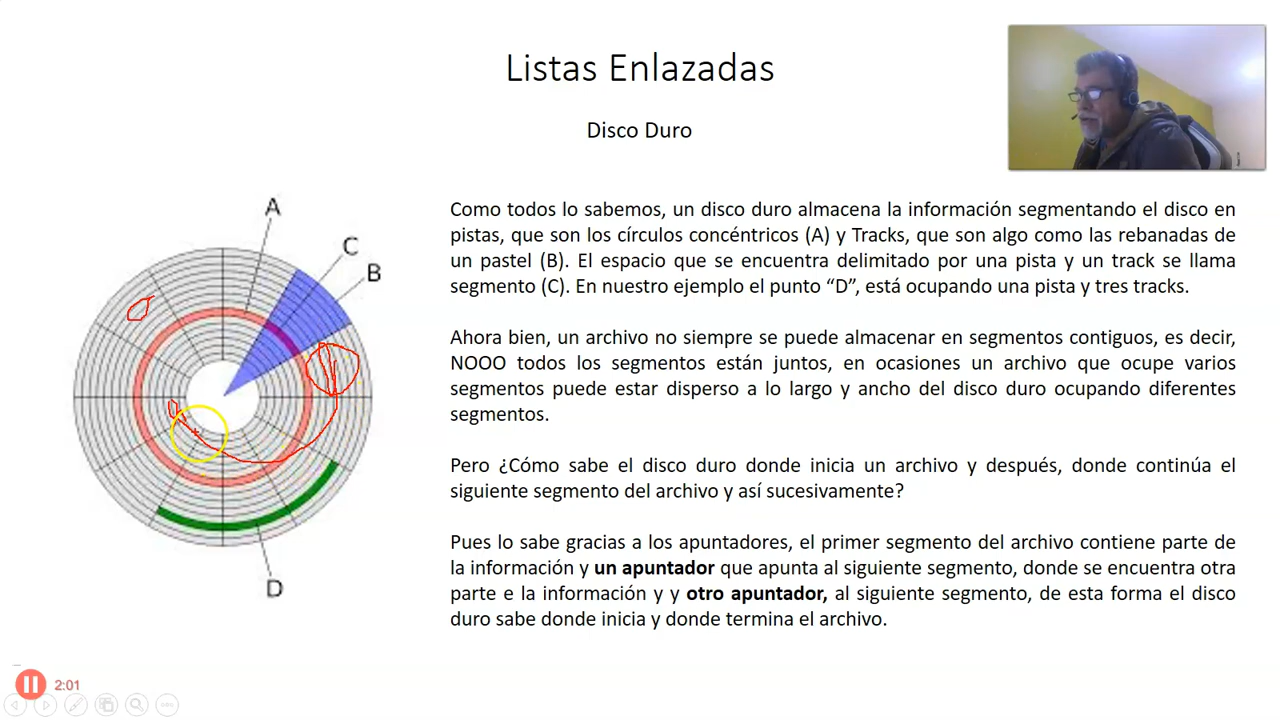 Listas Enlazadas
Disco Duro
A
C
B
D
Como todos lo sabemos, un disco duro almacena la información segmentando el disco en
pistas, que son los círculos concéntricos (A) y Tracks, que son algo como las rebanadas de
un pastel (B). El espacio que se encuentra delimitado por una pista y un track se llama
segmento (C). En nuestro ejemplo el punto “D”, está ocupando una pista y tres tracks.
Ahora bien, un archivo no siempre se puede almacenar en segmentos contiguos, es decir,
NOOO todos los segmentos están juntos, en ocasiones un archivo que ocupe varios
segmentos puede estar disperso a lo largo y ancho del disco duro ocupando diferentes
segmentos.
Pero ¿Cómo sabe el disco duro donde inicia un archivo y después, donde continúa el
siguiente segmento del archivo y así sucesivamente?
Pues lo sabe gracias a los apuntadores, el primer segmento del archivo contiene parte de
la información y un apuntador que apunta al siguiente segmento, donde se encuentra otra
parte e la información y y otro apuntador, al siguiente segmento, de esta forma el disco
duro sabe donde inicia y donde termina el archivo.
2:01